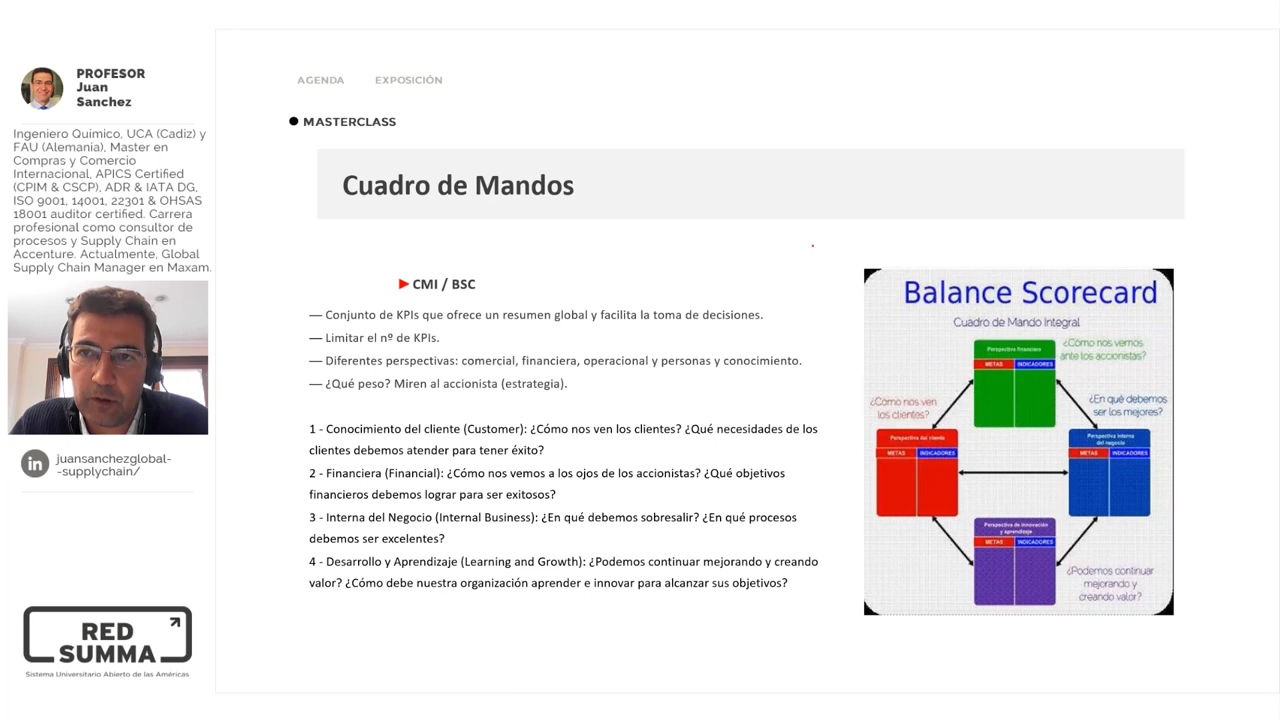 PROFESOR
Juan
Sanchez
Ingeniero Quimico, UCA (Cadiz) y
FAU (Alemania), Master en
Compras y Comercio
Internacional, APICS Certified
(CPIM & CSCP), ADR & IATA DG,
ISO 9001, 14001, 22301 & OHSAS
18001 auditor certified. Carrera
profesional como consultor de
procesos y Supply Chain en
Accenture. Actualmente, Global
Supply Chain Manager en Maxam.
in
juansanchezglobal-
-supplychain/
RED
SUMMA
Sistema Universitario Abierto de las Américas
AGENDA EXPOSICIÓN
MASTERCLASS
Cuadro de Mandos
CMI / BSC
— Conjunto de KPIs que ofrece un resumen global y facilita la toma de decisiones.
— Limitar el nº de KPIs.
— Diferentes perspectivas: comercial, financiera, operacional y personas y conocimiento.
— ¿Qué peso? Miren al accionista (estrategia).
1 - Conocimiento del cliente (Customer): ¿Cómo nos ven los clientes? ¿Qué necesidades de los
clientes debemos atender para tener éxito?
2 - Financiera (Financial): ¿Cómo nos vemos a los ojos de los accionistas? ¿Qué objetivos
financieros debemos lograr para ser exitosos?
3 - Interna del Negocio (Internal Business): ¿En qué debemos sobresalir? ¿En qué procesos
debemos ser excelentes?
4 - Desarrollo y Aprendizaje (Learning and Growth): ¿Podemos continuar mejorando y creando
valor? ¿Cómo debe nuestra organización aprender e innovar para alcanzar sus objetivos?
Balance Scorecard
Cuadro de Mando Integral
Perspectiva financiera
METAS INDICADORES
¿Cómo nos vemos
ante los accionistas?
¿Cómo nos ven
los clientes?
¿En qué debemos
ser los mejores?
Perspectiva del cliente
METAS INDICADORES
Perspectiva interna
del negocio
METAS INDICADORES
Perspectiva de innovación
y aprendizaje
METAS INDICADORES
¿Podemos continuar
mejorando y
creando valor?